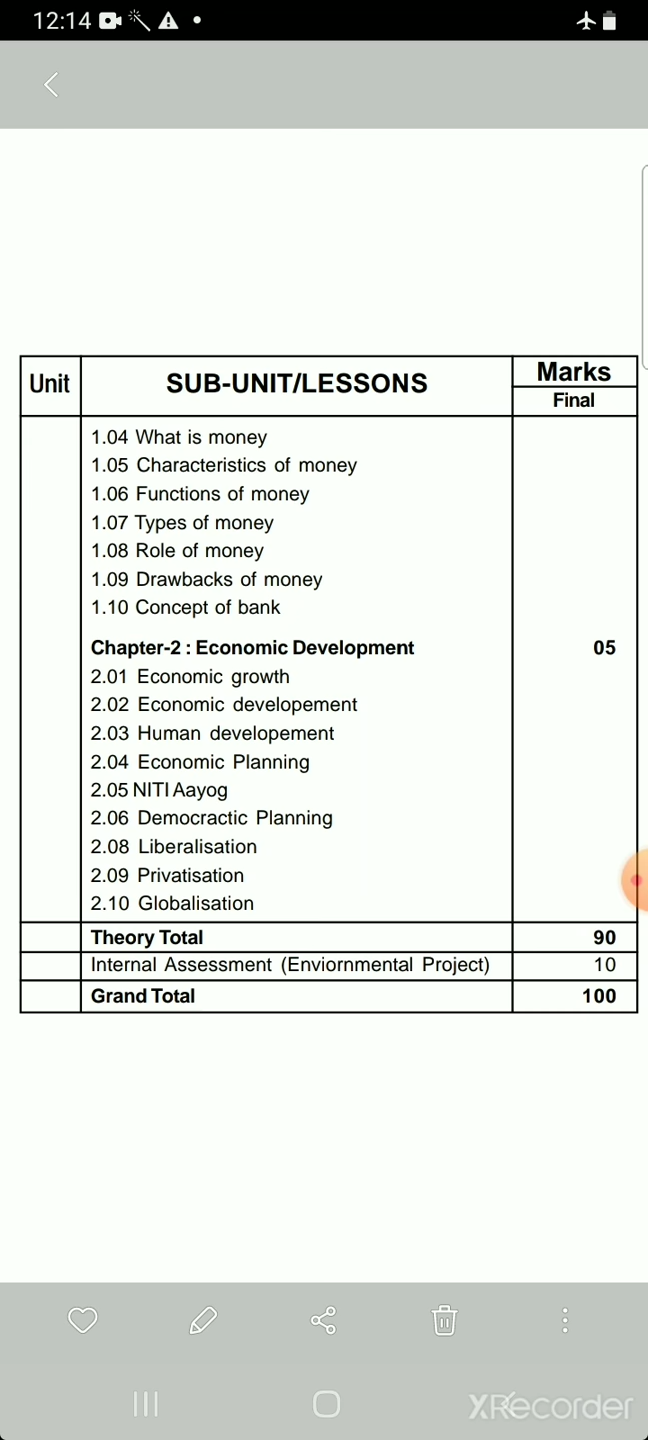 12:14
Unit
SUB-UNIT/LESSONS
Marks
Final
1.04 What is money
1.05 Characteristics of money
1.06 Functions of money
1.07 Types of money
1.08 Role of money
1.09 Drawbacks of money
1.10 Concept of bank
Chapter-2 : Economic Development 05
2.01 Economic growth
2.02 Economic developement
2.03 Human developement
2.04 Economic Planning
2.05 NITI Aayog
2.06 Democractic Planning
2.08 Liberalisation
2.09 Privatisation
2.10 Globalisation
Theory Total 90
Internal Assessment (Enviornmental Project) 10
Grand Total 100
XRecorder